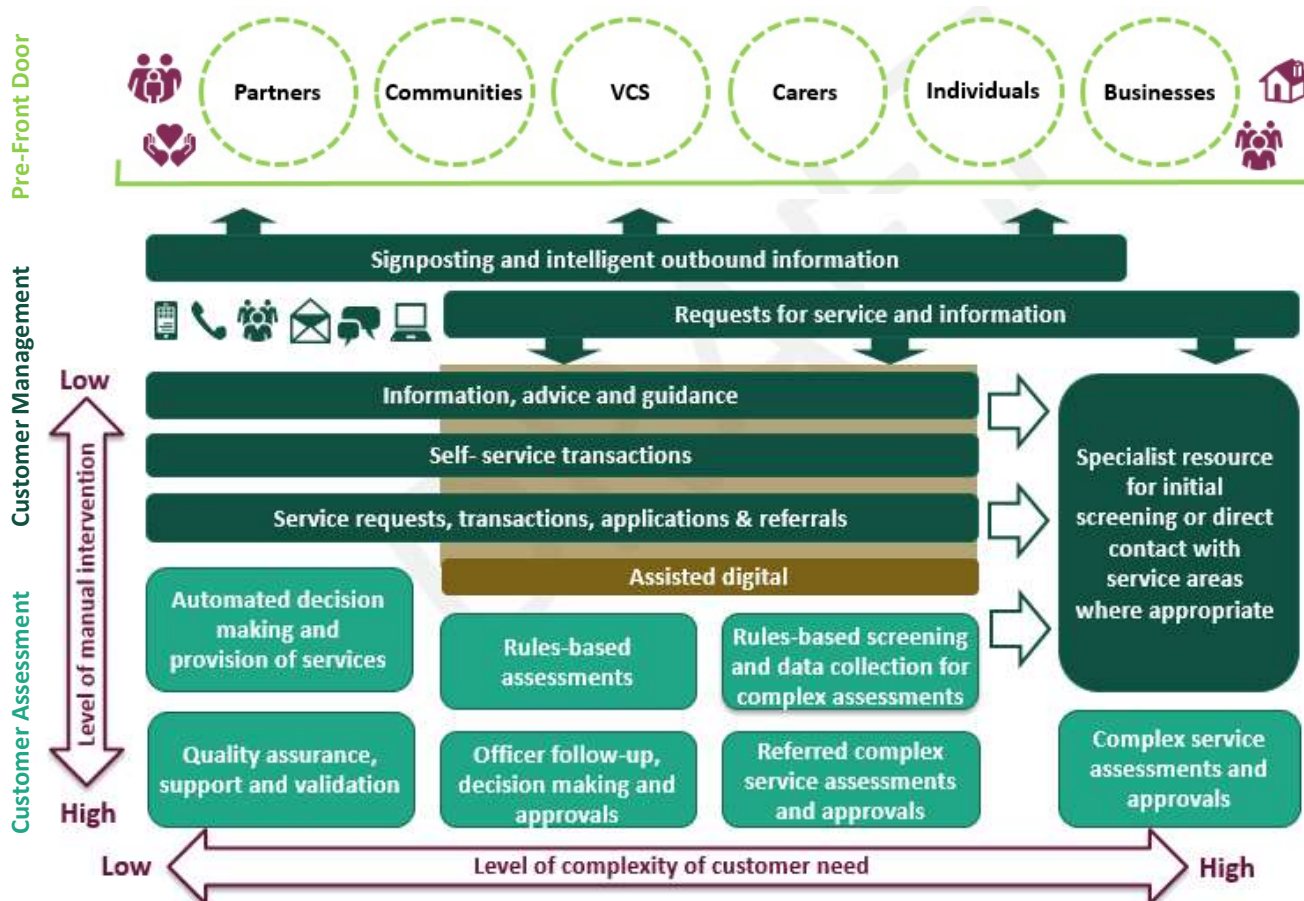 Pre-Front Door
Partners
Communities
VCS
Carers
Individuals
Businesses
Customer Management
Signposting and intelligent outbound information
Requests for service and information
Low
Level of manual intervention
High
Information, advice and guidance
Self- service transactions
Service requests, transactions, applications & referrals
Assisted digital
Specialist resource
for initial
screening or direct
contact with
service areas
where appropriate
Customer Assessment
Automated decision
making and
provision of services
Rules-based
assessments
Rules-based screening
and data collection for
complex assessments
Quality assurance,
support and validation
Officer follow-up,
decision making and
approvals
Referred complex
service assessments
and approvals
Complex service
assessments and
approvals
Low
Level of complexity of customer need
High
DRAFT